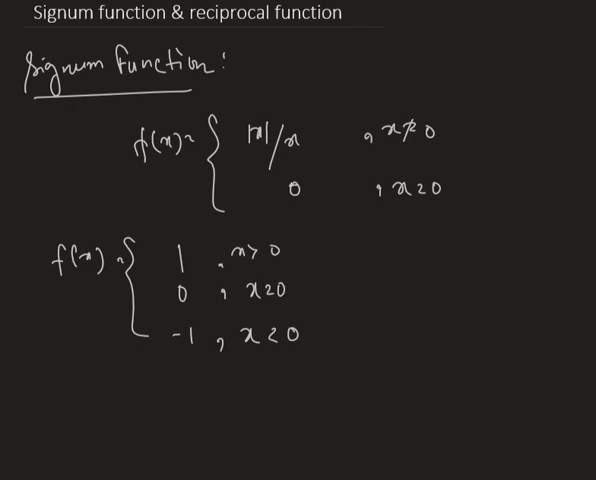 Signum function & reciprocal function
Signum function:
f(x) = { |x|/x , x ≠ 0
0 , x = 0
f(x) = { 1 , x > 0
0 , x = 0
-1 , x < 0